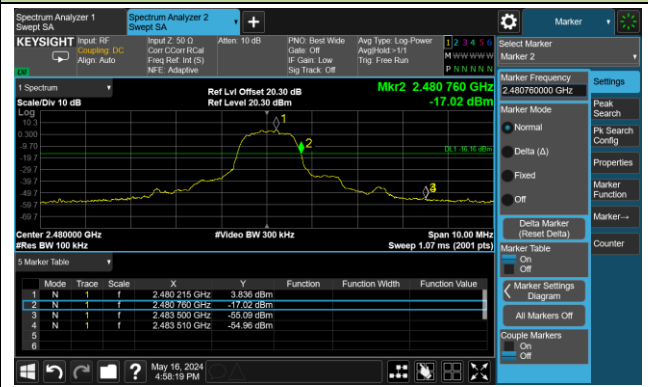 Spectrum Analyzer 1
Swept SA
Spectrum Analyzer 2
Swept SA
+
Marker
KEYSIGHT
Input: RF
Coupling: DC
Align: Auto
Input Z: 50 Ω
Corr CCorr RCal
Freq Ref: Int (S)
NFE: Adaptive
Atten: 10 dB
PNO: Best Wide
Gate: Off
IF Gain: Low
Sig Track: Off
Avg Type: Log-Power
Avg|Hold:>1/1
Trig: Free Run
1 2 3 4 5 6
M W W W W W
P N N N N N
LXI
Select Marker
Marker 2
1 Spectrum
Ref Lvl Offset 20.30 dB
Mkr2 2.480 760 GHz
Scale/Div 10 dB
Ref Level 20.30 dBm
-17.02 dBm
Log
10.3
0.300
-9.70
-19.7
-29.7
-39.7
-49.7
-59.7
-69.7
1
2
DL1 -16.16 dBm
Center 2.480000 GHz
#Video BW 300 kHz
Span 10.00 MHz
#Res BW 100 kHz
Sweep 1.07 ms (2001 pts)
5 Marker Table
Mode Trace Scale X Y Function Function Width Function Value
1 N 1 f 2.480 215 GHz 3.836 dBm
2 N 1 f 2.480 760 GHz -17.02 dBm
3 N 1 f 2.483 500 GHz -55.09 dBm
4 N 1 f 2.483 510 GHz -54.96 dBm
5
6
Marker Frequency
2.480760000 GHz
Marker Mode
Normal
Delta (Δ)
Fixed
Off
Delta Marker
(Reset Delta)
Marker Table
On
Off
Marker Settings
Diagram
All Markers Off
Couple Markers
On
Off
Settings
Peak
Search
Pk Search
Config
Properties
Marker
Function
Marker→
Counter
?
May 16, 2024
4:58:19 PM